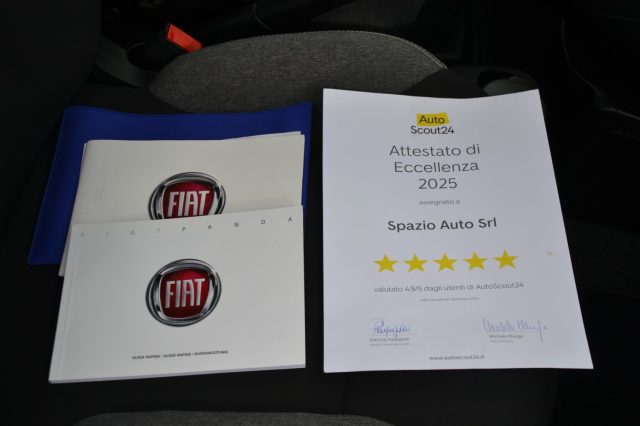 FIAT
FIAT PANDA
FIAT
GUIDA RAPIDA / GUIDE RAPIDE / KURZANLEITUNG
Auto
Scout24
Attestato di
Eccellenza
2025
assegnato a
Spazio Auto Srl
valutato 4.9/5 dagli utenti di AutoScout24
www.autoscout24.it